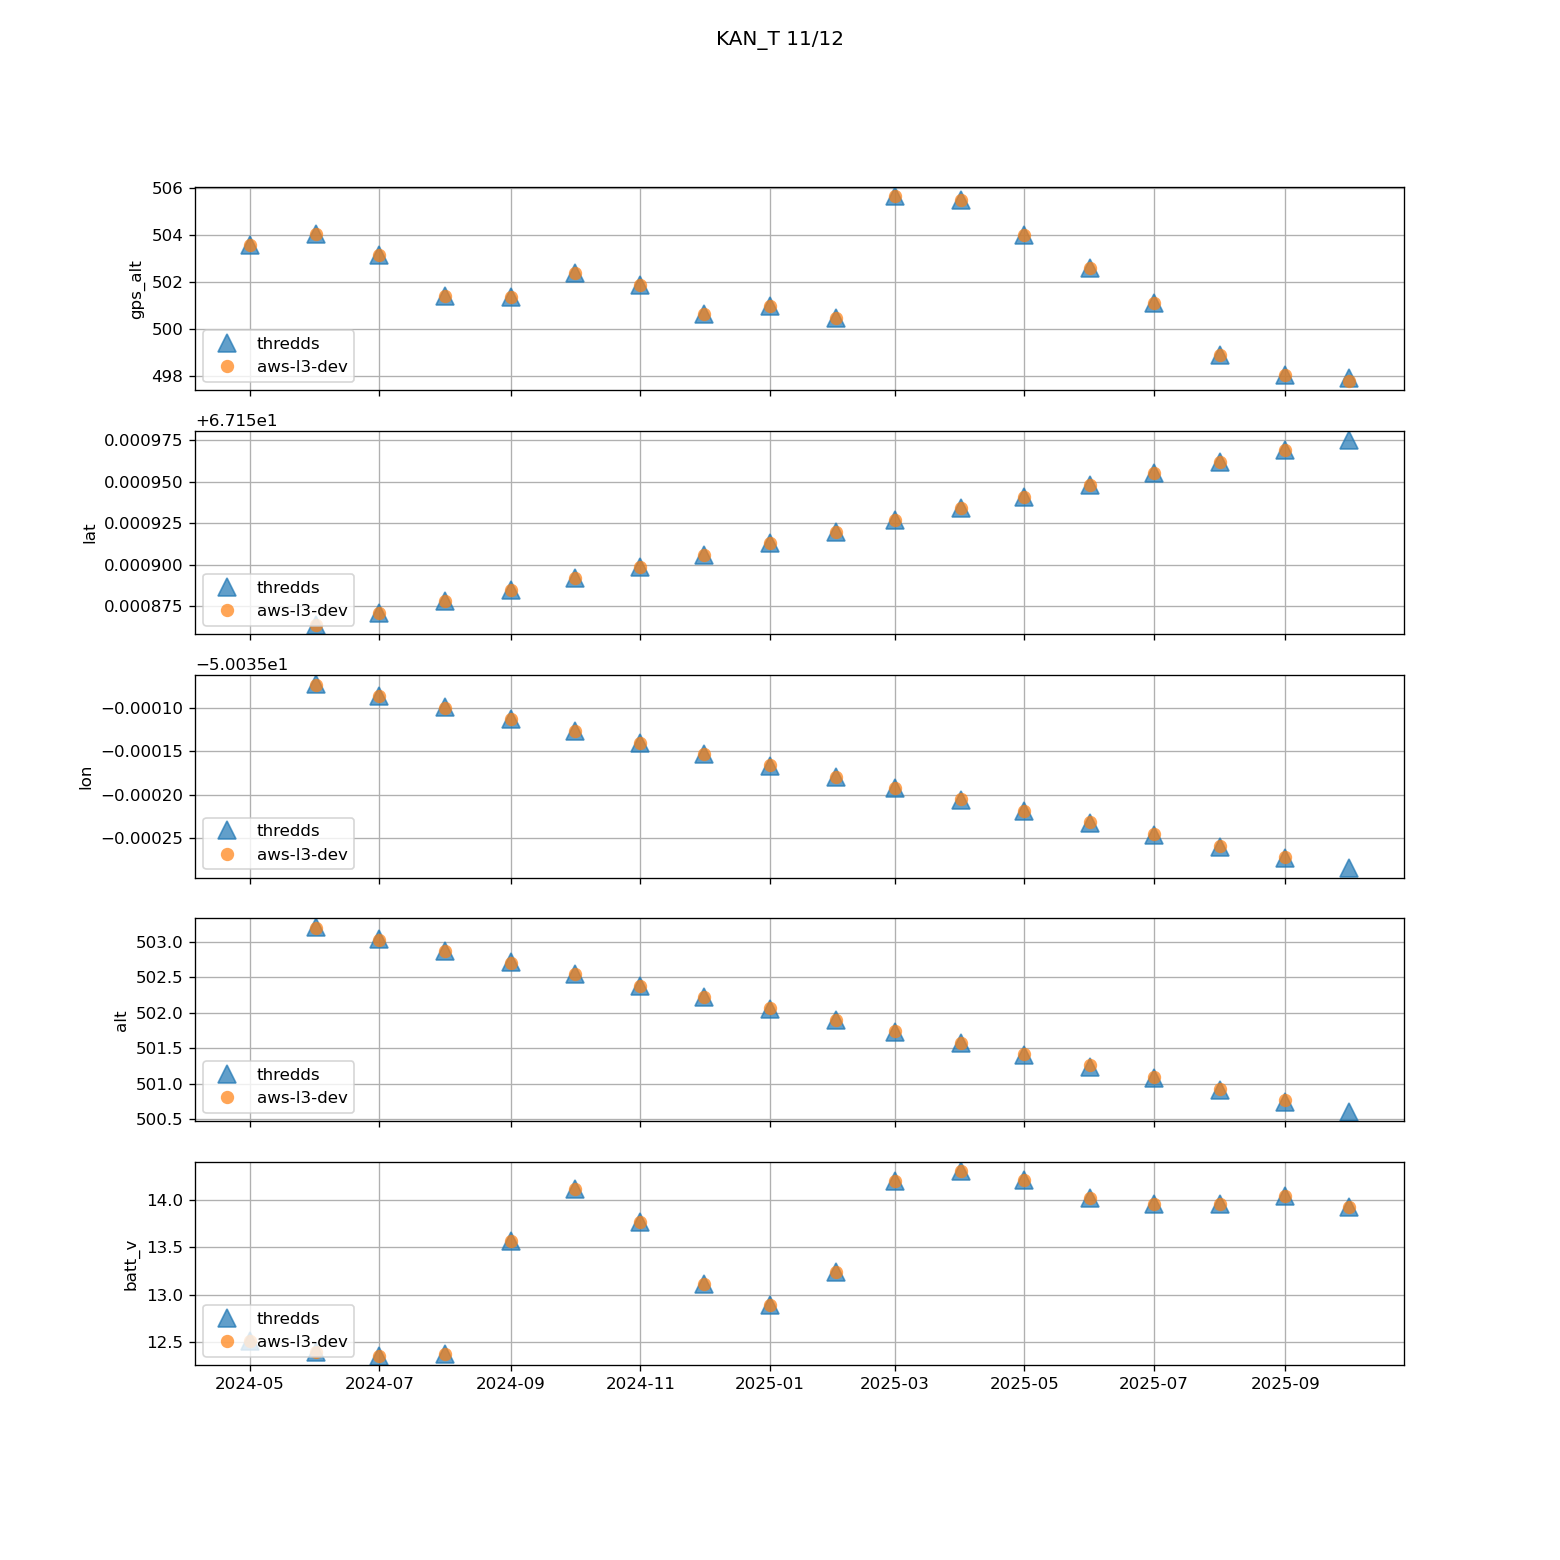 KAN_T 11/12
506
504
502
500
498
gps_alt
thredds
aws-l3-dev
+6.715e1
0.000975
0.000950
0.000925
0.000900
0.000875
lat
thredds
aws-l3-dev
−5.0035e1
−0.00010
−0.00015
−0.00020
−0.00025
lon
thredds
aws-l3-dev
503.0
502.5
502.0
501.5
501.0
500.5
alt
thredds
aws-l3-dev
14.0
13.5
13.0
12.5
batt_v
thredds
aws-l3-dev
2024-05 2024-07 2024-09 2024-11 2025-01 2025-03 2025-05 2025-07 2025-09